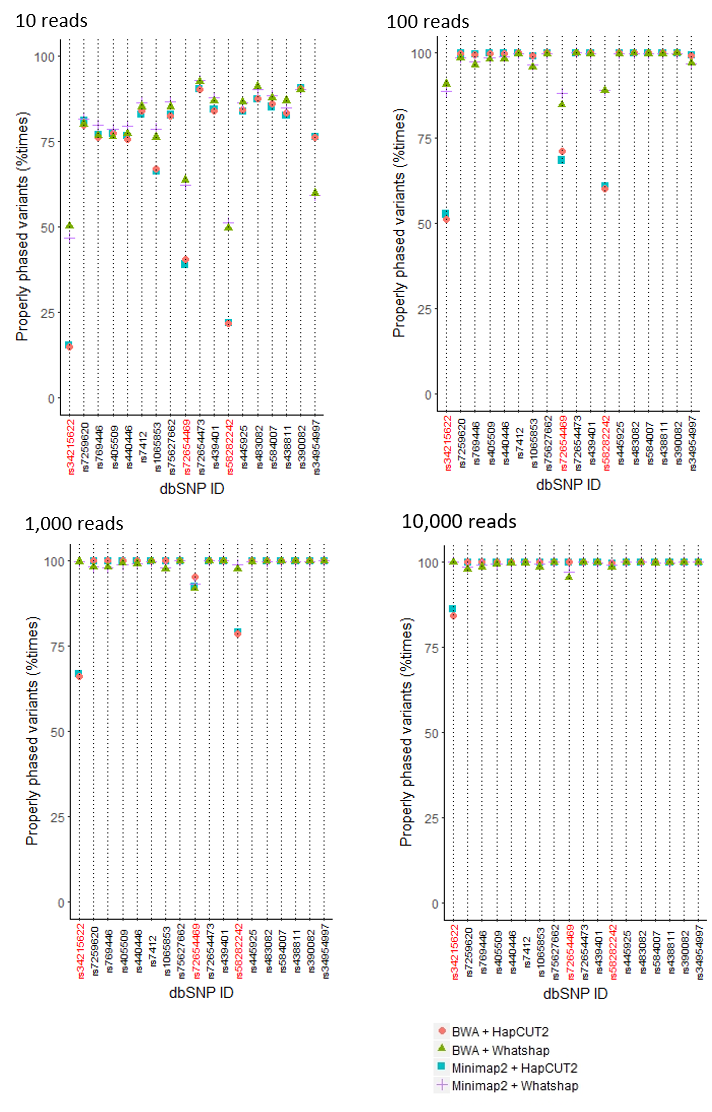 10 reads
100 reads
Properly phased variants (%times)
100
75
50
25
0
rs34215622
rs7259620
rs769446
rs405509
rs440446
rs7412
rs1065853
rs75627662
rs72654469
rs72654473
rs439401
rs58282242
rs445925
rs483082
rs584007
rs438811
rs390082
rs34954997
dbSNP ID
Properly phased variants (%times)
100
75
50
25
0
rs34215622
rs7259620
rs769446
rs405509
rs440446
rs7412
rs1065853
rs75627662
rs72654469
rs72654473
rs439401
rs58282242
rs445925
rs483082
rs584007
rs438811
rs390082
rs34954997
dbSNP ID
1,000 reads
10,000 reads
Properly phased variants (%times)
100
75
50
25
0
rs34215622
rs7259620
rs769446
rs405509
rs440446
rs7412
rs1065853
rs75627662
rs72654469
rs72654473
rs439401
rs58282242
rs445925
rs483082
rs584007
rs438811
rs390082
rs34954997
dbSNP ID
Properly phased variants (%times)
100
75
50
25
0
rs34215622
rs7259620
rs769446
rs405509
rs440446
rs7412
rs1065853
rs75627662
rs72654469
rs72654473
rs439401
rs58282242
rs445925
rs483082
rs584007
rs438811
rs390082
rs34954997
dbSNP ID
BWA + HapCUT2
BWA + Whatshap
Minimap2 + HapCUT2
Minimap2 + Whatshap